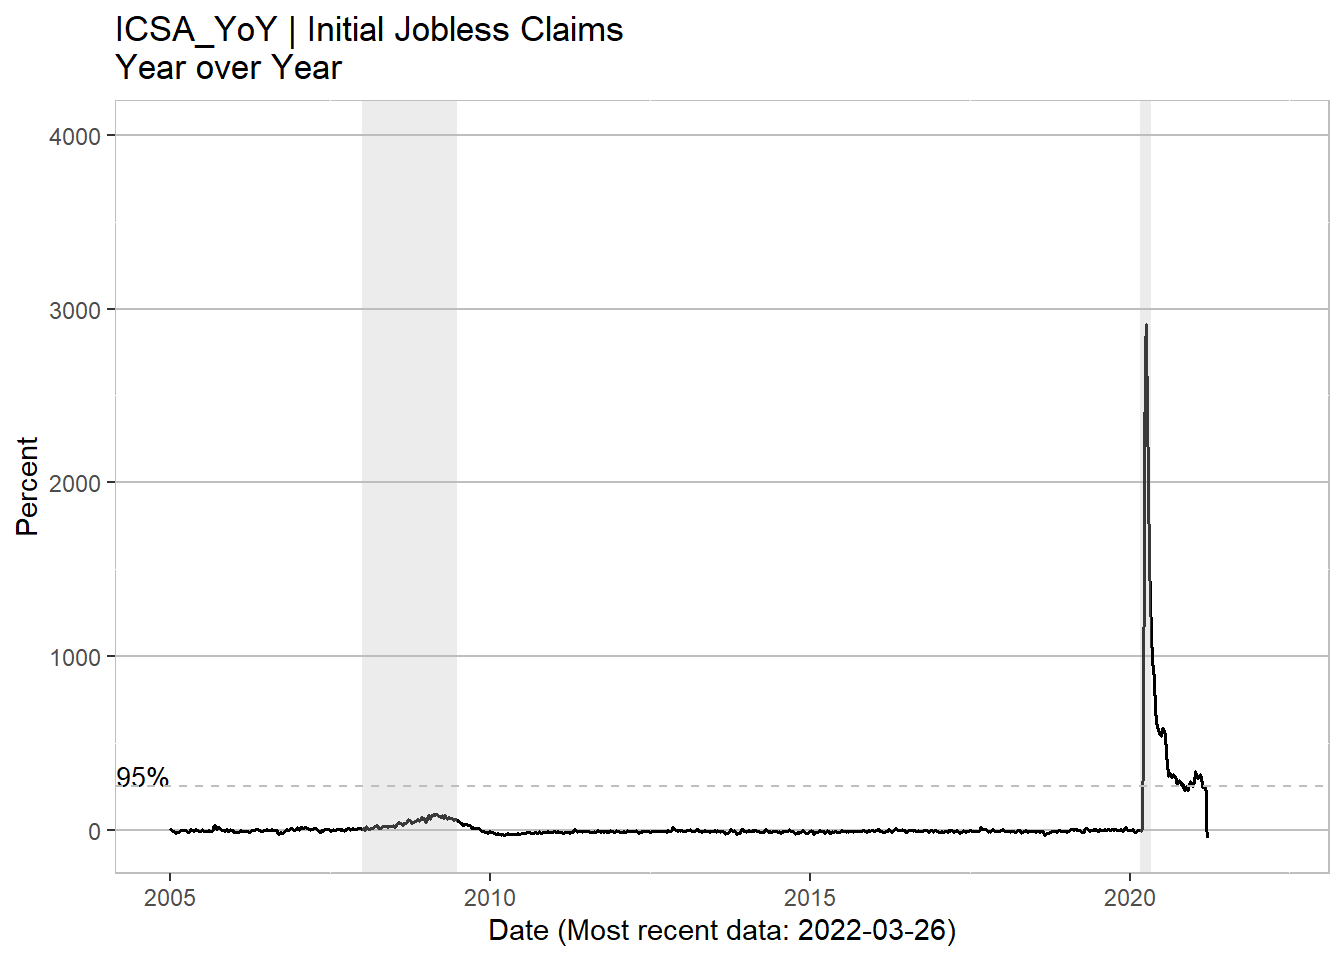 ICSA_YoY | Initial Jobless Claims
Year over Year
4000
3000
2000
1000
95%
0
Percent
2005 2010 2015 2020
Date (Most recent data: 2022-03-26)